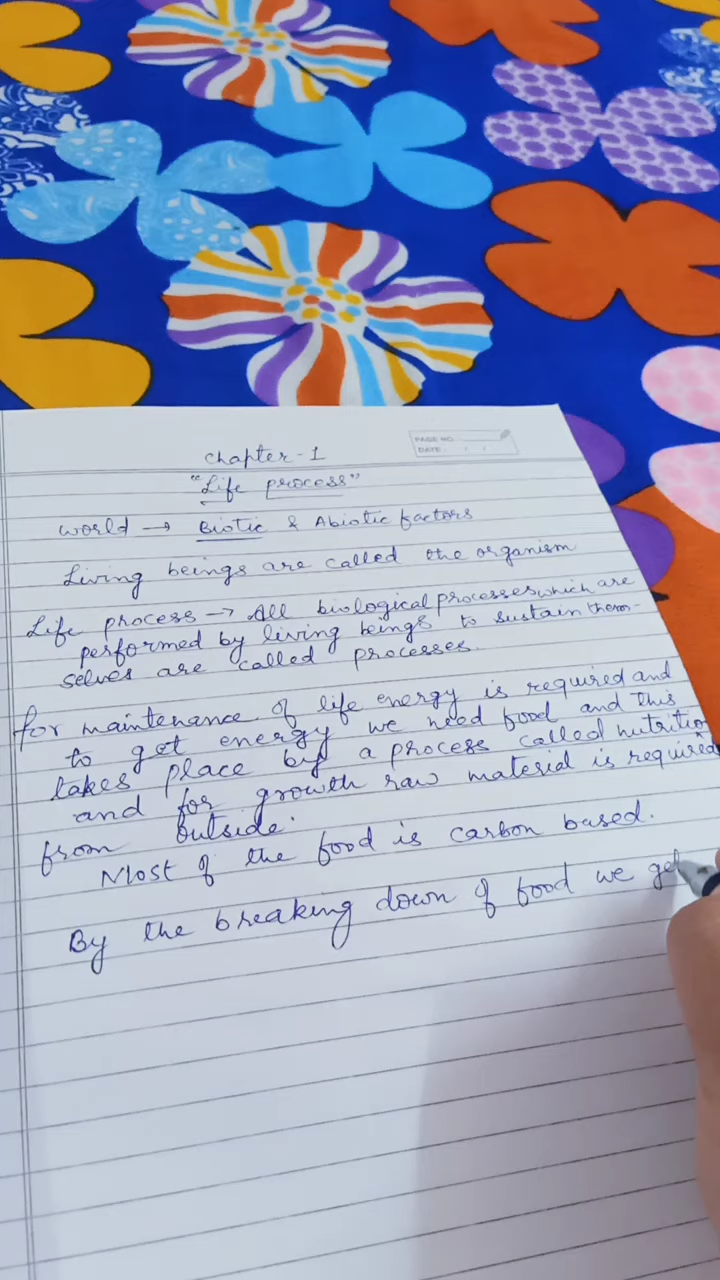 PAGE NO.
DATE / /
Chapter-1
"Life process"
World → Biotic & Abiotic factors
Living beings are called the organism
Life process → All biological processes which are
performed by living beings to sustain them-
selves are called processes.
for maintenance of life energy is required and
to get energy we need food and this
takes place by a process called nutrition
and for growth raw material is required
from outside.
Most of the food is carbon based.
By the breaking down of food we get